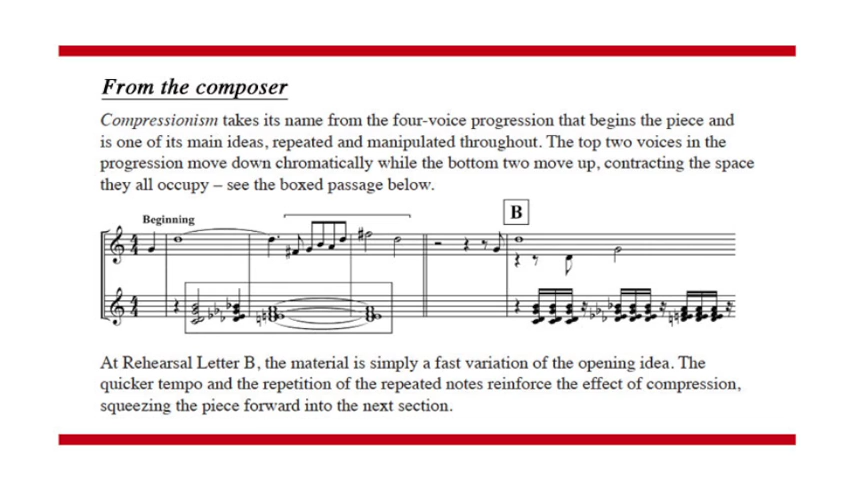 From the composer
Compressionism takes its name from the four-voice progression that begins the piece and
is one of its main ideas, repeated and manipulated throughout. The top two voices in the
progression move down chromatically while the bottom two move up, contracting the space
they all occupy – see the boxed passage below.
B
Beginning
4
4
4
4
At Rehearsal Letter B, the material is simply a fast variation of the opening idea. The
quicker tempo and the repetition of the repeated notes reinforce the effect of compression,
squeezing the piece forward into the next section.